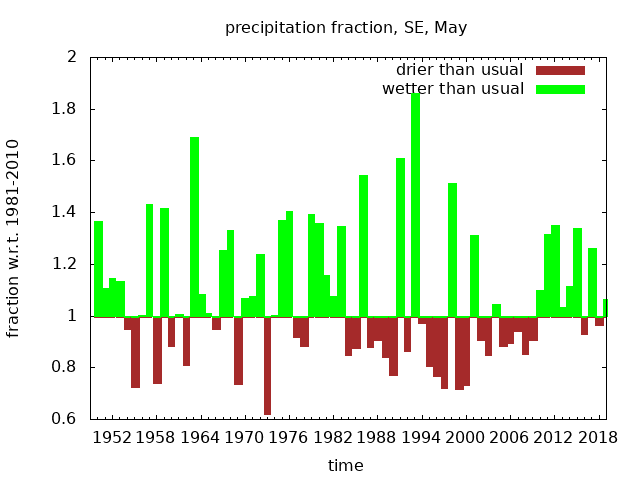 precipitation fraction, SE, May
drier than usual
wetter than usual
fraction w.r.t. 1981-2010
2
1.8
1.6
1.4
1.2
1
0.8
0.6
1952 1958 1964 1970 1976 1982 1988 1994 2000 2006 2012 2018
time